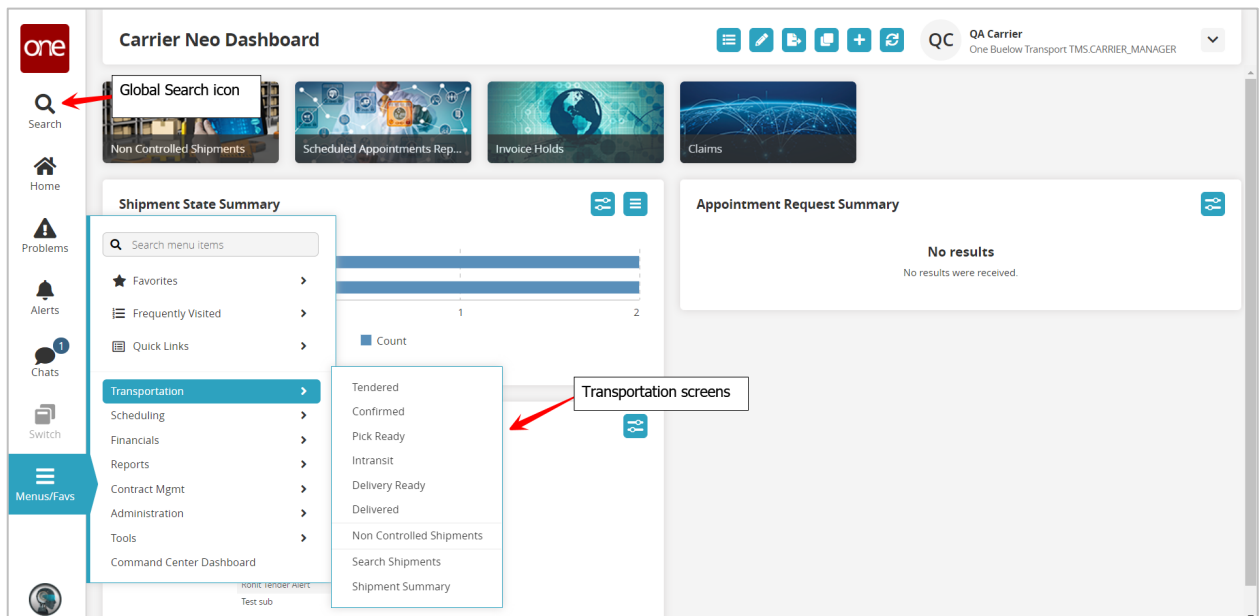 one
Carrier Neo Dashboard
QC
QA Carrier
One Buelow Transport TMS.CARRIER_MANAGER
Global Search icon
Search
Non Controlled Shipments
Scheduled Appointments Rep...
Invoice Holds
Claims
Home
Problems
Alerts
Chats
1
Switch
Menus/Favs
Shipment State Summary
Appointment Request Summary
No results
No results were received.
1
2
Count
Search menu items
Favorites
Frequently Visited
Quick Links
Transportation
Scheduling
Financials
Reports
Contract Mgmt
Administration
Tools
Command Center Dashboard
Tendered
Confirmed
Pick Ready
Intransit
Delivery Ready
Delivered
Non Controlled Shipments
Search Shipments
Shipment Summary
Transportation screens
Rohit Tender Alert
Test sub